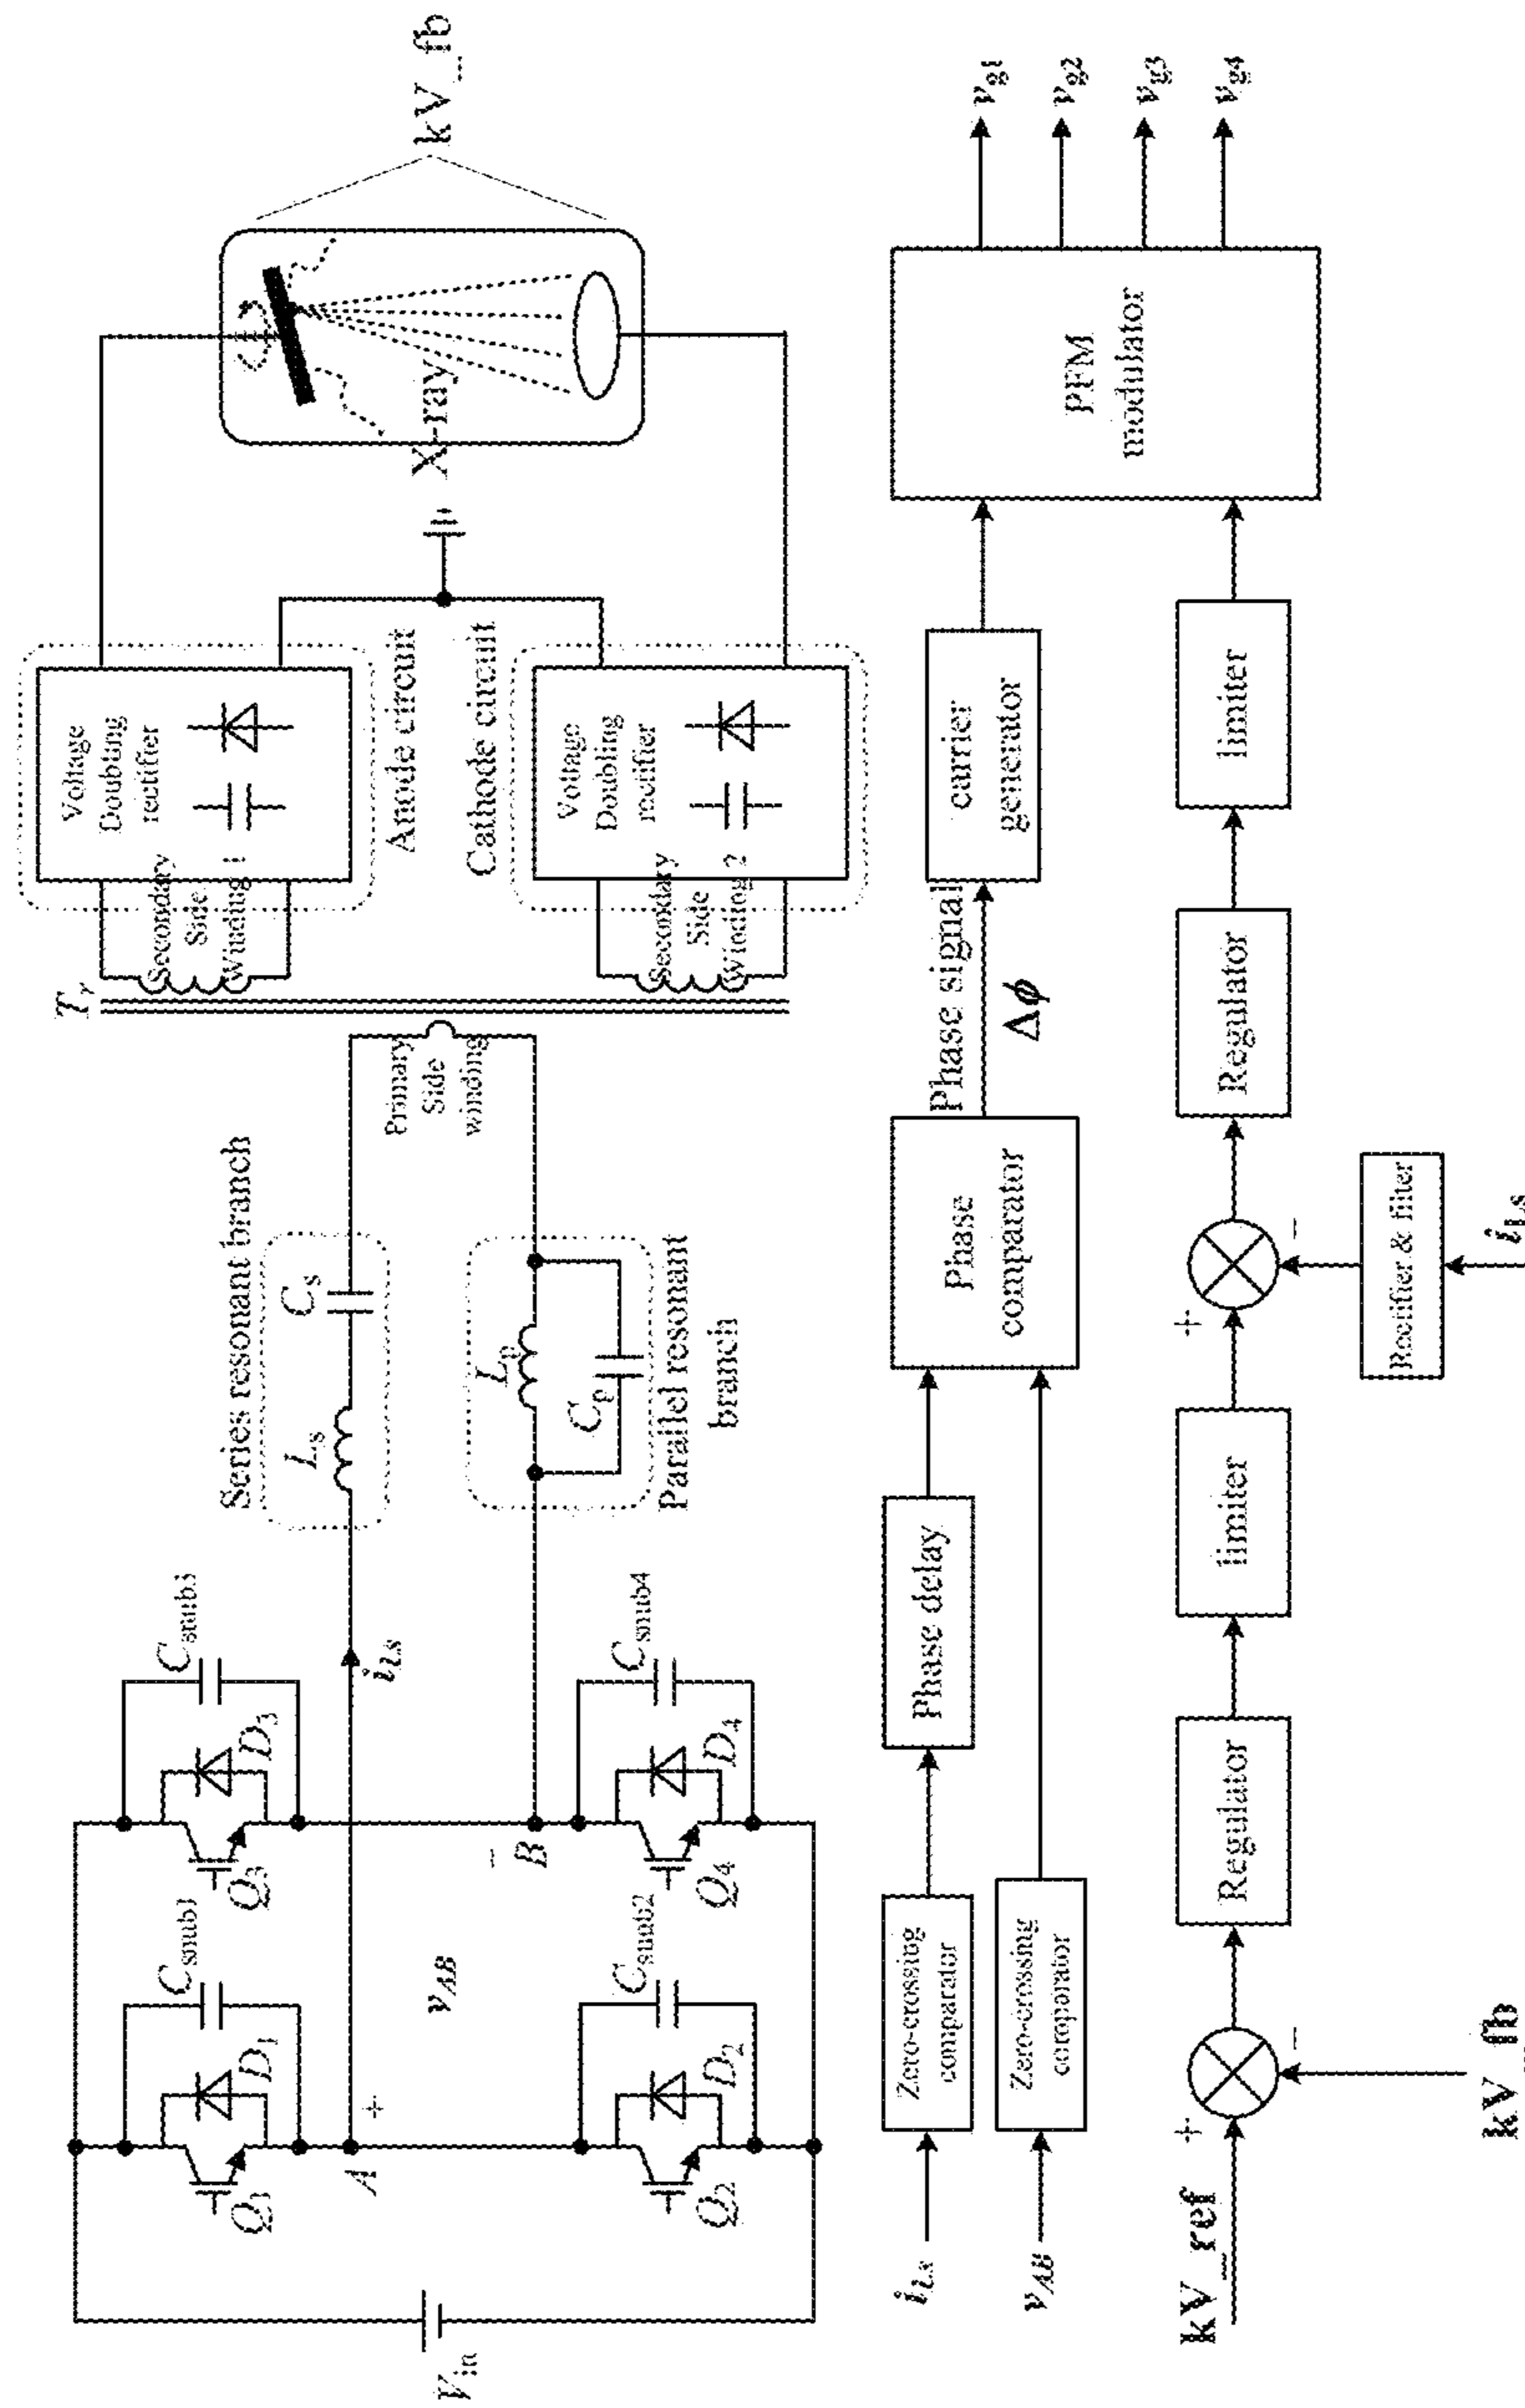 V_in
Q_1
D_1
C_snub1
Q_3
D_3
C_snub3
A
+
v_AB
−
B
i_Ls
Q_2
D_2
C_snub2
Q_4
D_4
C_snub4
Series resonant branch
L_s
C_s
L_p
C_p
Parallel resonant
branch
Primary
Side
winding
T_r
Secondary
Side
Winding 1
Voltage
Doubling
rectifier
Anode circuit
Cathode circuit
Secondary
Side
Winding 2
Voltage
Doubling
rectifier
X-ray
kV_fb
i_Ls
Zero-crossing
comparator
Phase delay
v_AB
Zero-crossing
comparator
Phase
comparator
Phase signal
Δϕ
carrier
generator
PFM
modulator
v_g1
v_g2
v_g3
v_g4
kV_ref
+
−
kV_fb
Regulator
limiter
+
−
Rectifier & filter
i_Ls
Regulator
limiter